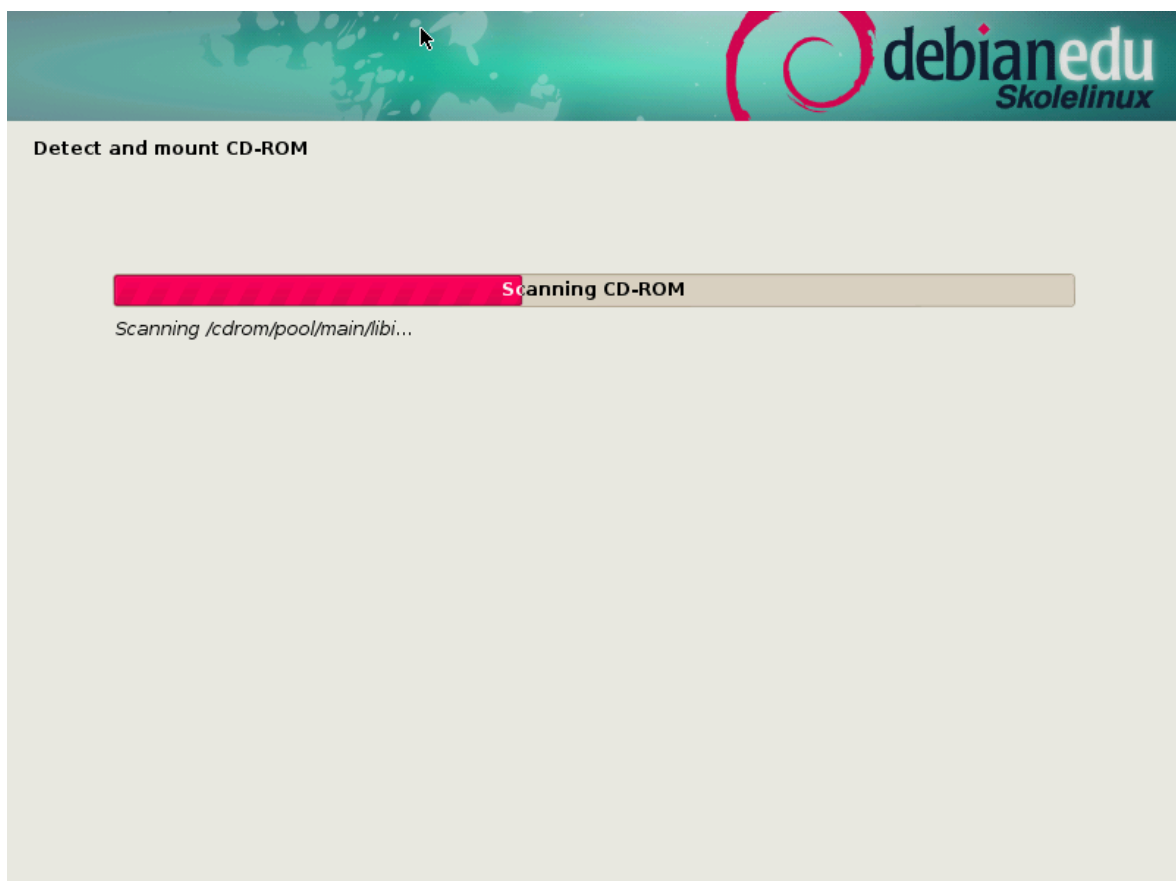 debianedu
Skolelinux
Detect and mount CD-ROM
Scanning CD-ROM
Scanning /cdrom/pool/main/libi...